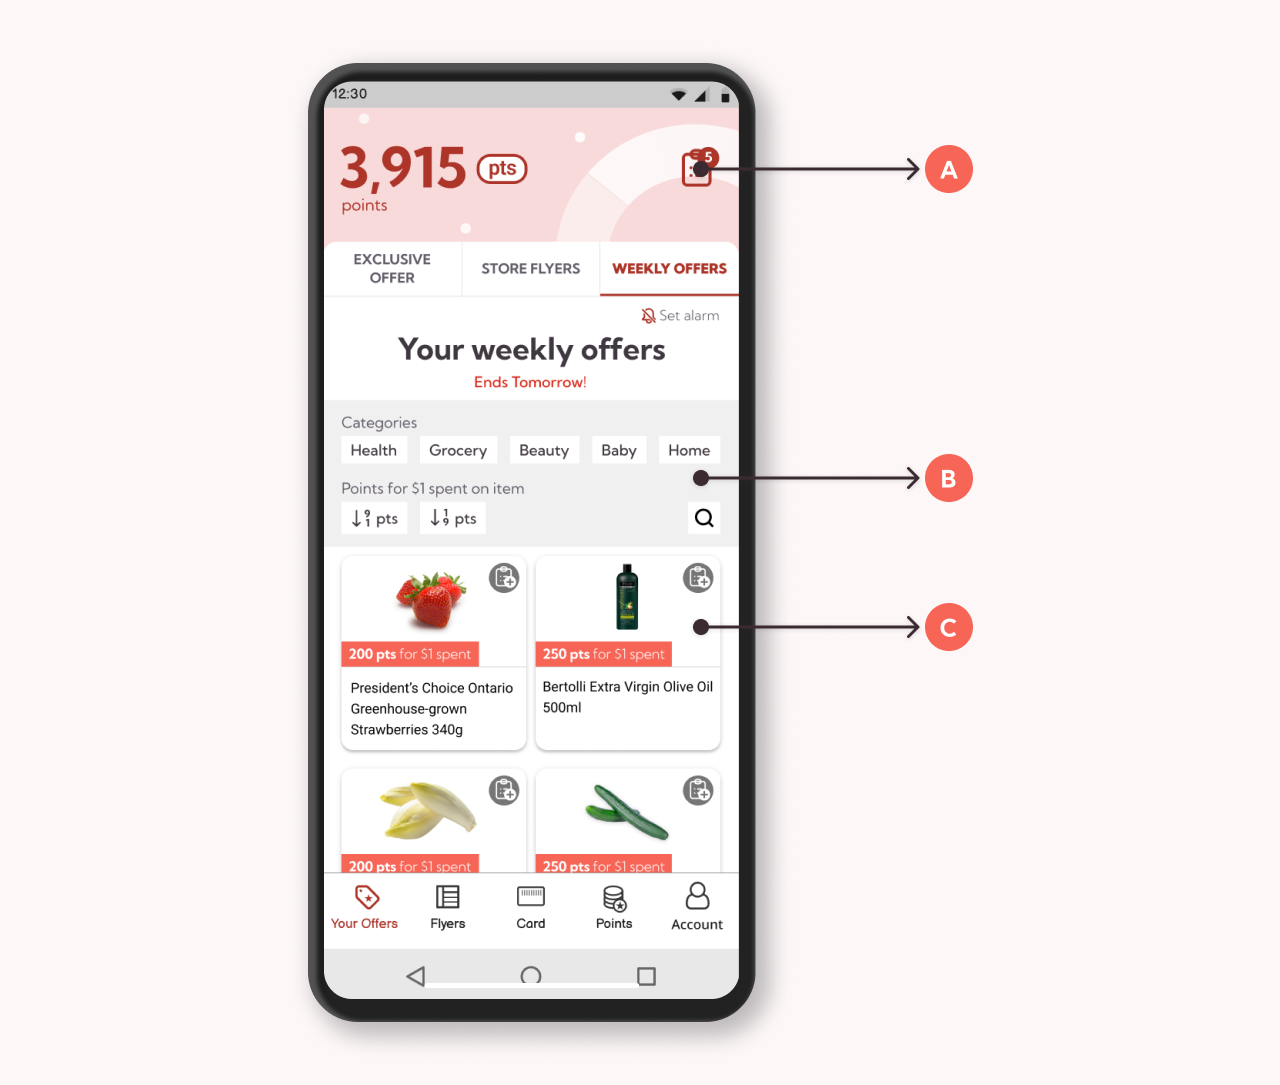 12:30
3,915 pts
points
5
A
EXCLUSIVE
OFFER
STORE FLYERS
WEEKLY OFFERS
Set alarm
Your weekly offers
Ends Tomorrow!
Categories
Health Grocery Beauty Baby Home
B
Points for $1 spent on item
9
1 pts
1
9 pts
C
200 pts for $1 spent
President's Choice Ontario
Greenhouse-grown
Strawberries 340g
250 pts for $1 spent
Bertolli Extra Virgin Olive Oil
500ml
200 pts for $1 spent
250 pts for $1 spent
Your Offers Flyers Card Points Account